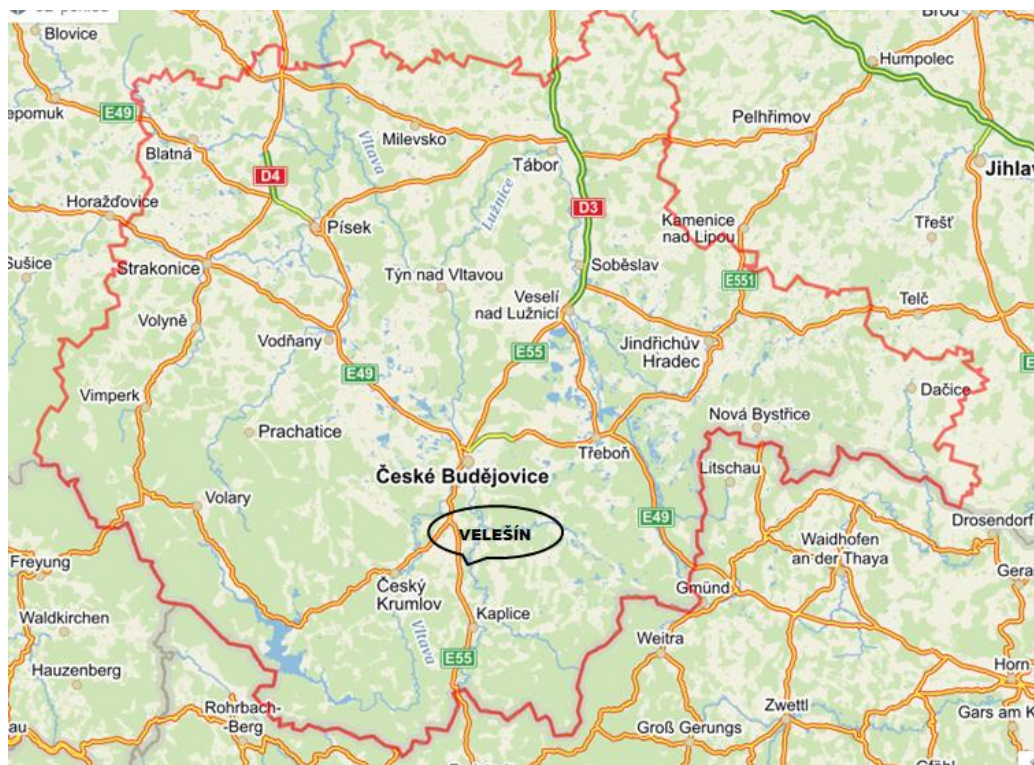 Blovice
Brod
Humpolec
epomuk
E49
Vltava
Milevsko
Pelhřimov
Blatná
Tábor
Jihlav
D4
Lužnice
D3
Horažďovice
Písek
Kamenice
nad Lipou
Třešť
Sušice
Strakonice
Soběslav
Týn nad Vltavou
E551
Telč
Veselí
nad Lužnicí
Volyně
Vodňany
Jindřichův
Hradec
E55
E49
Dačice
Vimperk
Nová Bystřice
Prachatice
Třeboň
Litschau
České Budějovice
Volary
E49
Drosendorf
VELEŠÍN
Waidhofen
an der Thaya
Freyung
Gera
Český
Krumlov
Gmünd
Kaplice
Waldkirchen
Vltava
Weitra
E55
Hauzenberg
Horn
Rohrbach-
-Berg
Zwettl
Gars am K
au
Groß Gerungs